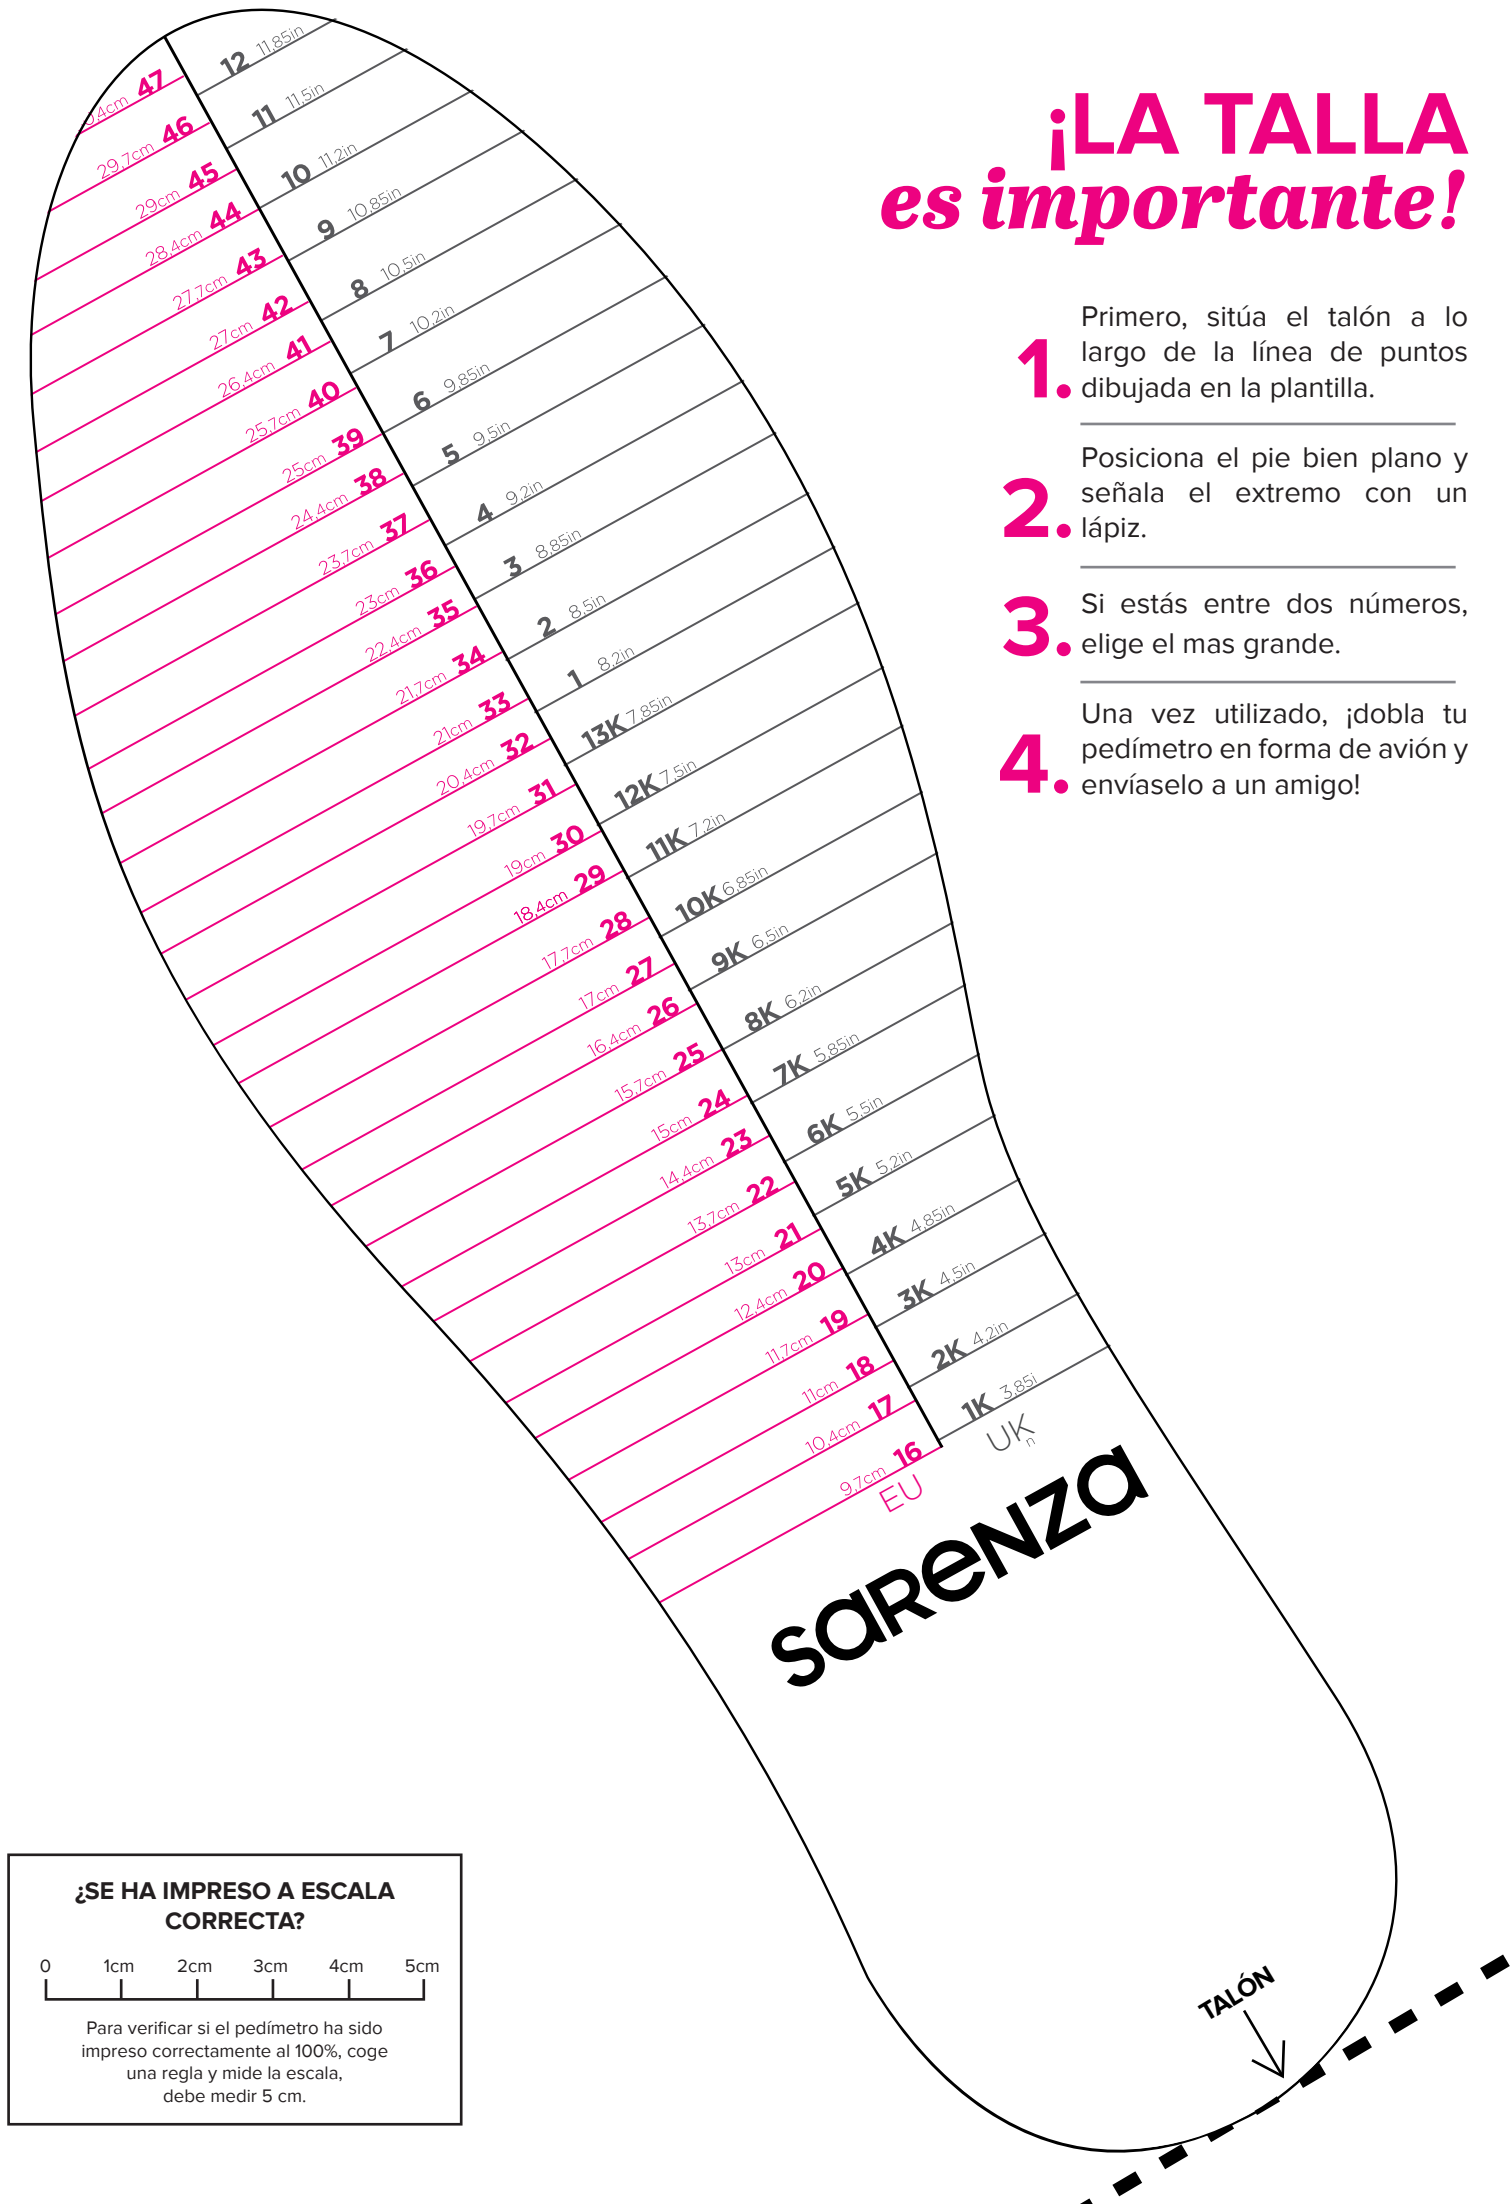 ¡LA TALLA
es importante!
1.
Primero, sitúa el talón a lo
largo de la línea de puntos
dibujada en la plantilla.
2.
Posiciona el pie bien plano y
señala el extremo con un
lápiz.
3.
Si estás entre dos números,
elige el mas grande.
4.
Una vez utilizado, ¡dobla tu
pedímetro en forma de avión y
envíaselo a un amigo!
47
29,7cm 46
29cm 45
28,4cm 44
27,7cm 43
27cm 42
26,4cm 41
25,7cm 40
25cm 39
24,4cm 38
23,7cm 37
23cm 36
22,4cm 35
21,7cm 34
21cm 33
20,4cm 32
19,7cm 31
19cm 30
18,4cm 29
17,7cm 28
17cm 27
16,4cm 26
15,7cm 25
15cm 24
14,4cm 23
13,7cm 22
13cm 21
12,4cm 20
11,7cm 19
11cm 18
10,4cm 17
9,7cm 16
EU
12 11,85in
11 11,5in
10 11,2in
9 10,85in
8 10,5in
7 10,2in
6 9,85in
5 9,5in
4 9,2in
3 8,85in
2 8,5in
1 8,2in
13K 7,85in
12K 7,5in
11K 7,2in
10K 6,85in
9K 6,5in
8K 6,2in
7K 5,85in
6K 5,5in
5K 5,2in
4K 4,85in
3K 4,5in
2K 4,2in
1K 3,85i
n
UK
SARENZA
TALÓN
¿SE HA IMPRESO A ESCALA
CORRECTA?
0 1cm 2cm 3cm 4cm 5cm
Para verificar si el pedímetro ha sido
impreso correctamente al 100%, coge
una regla y mide la escala,
debe medir 5 cm.